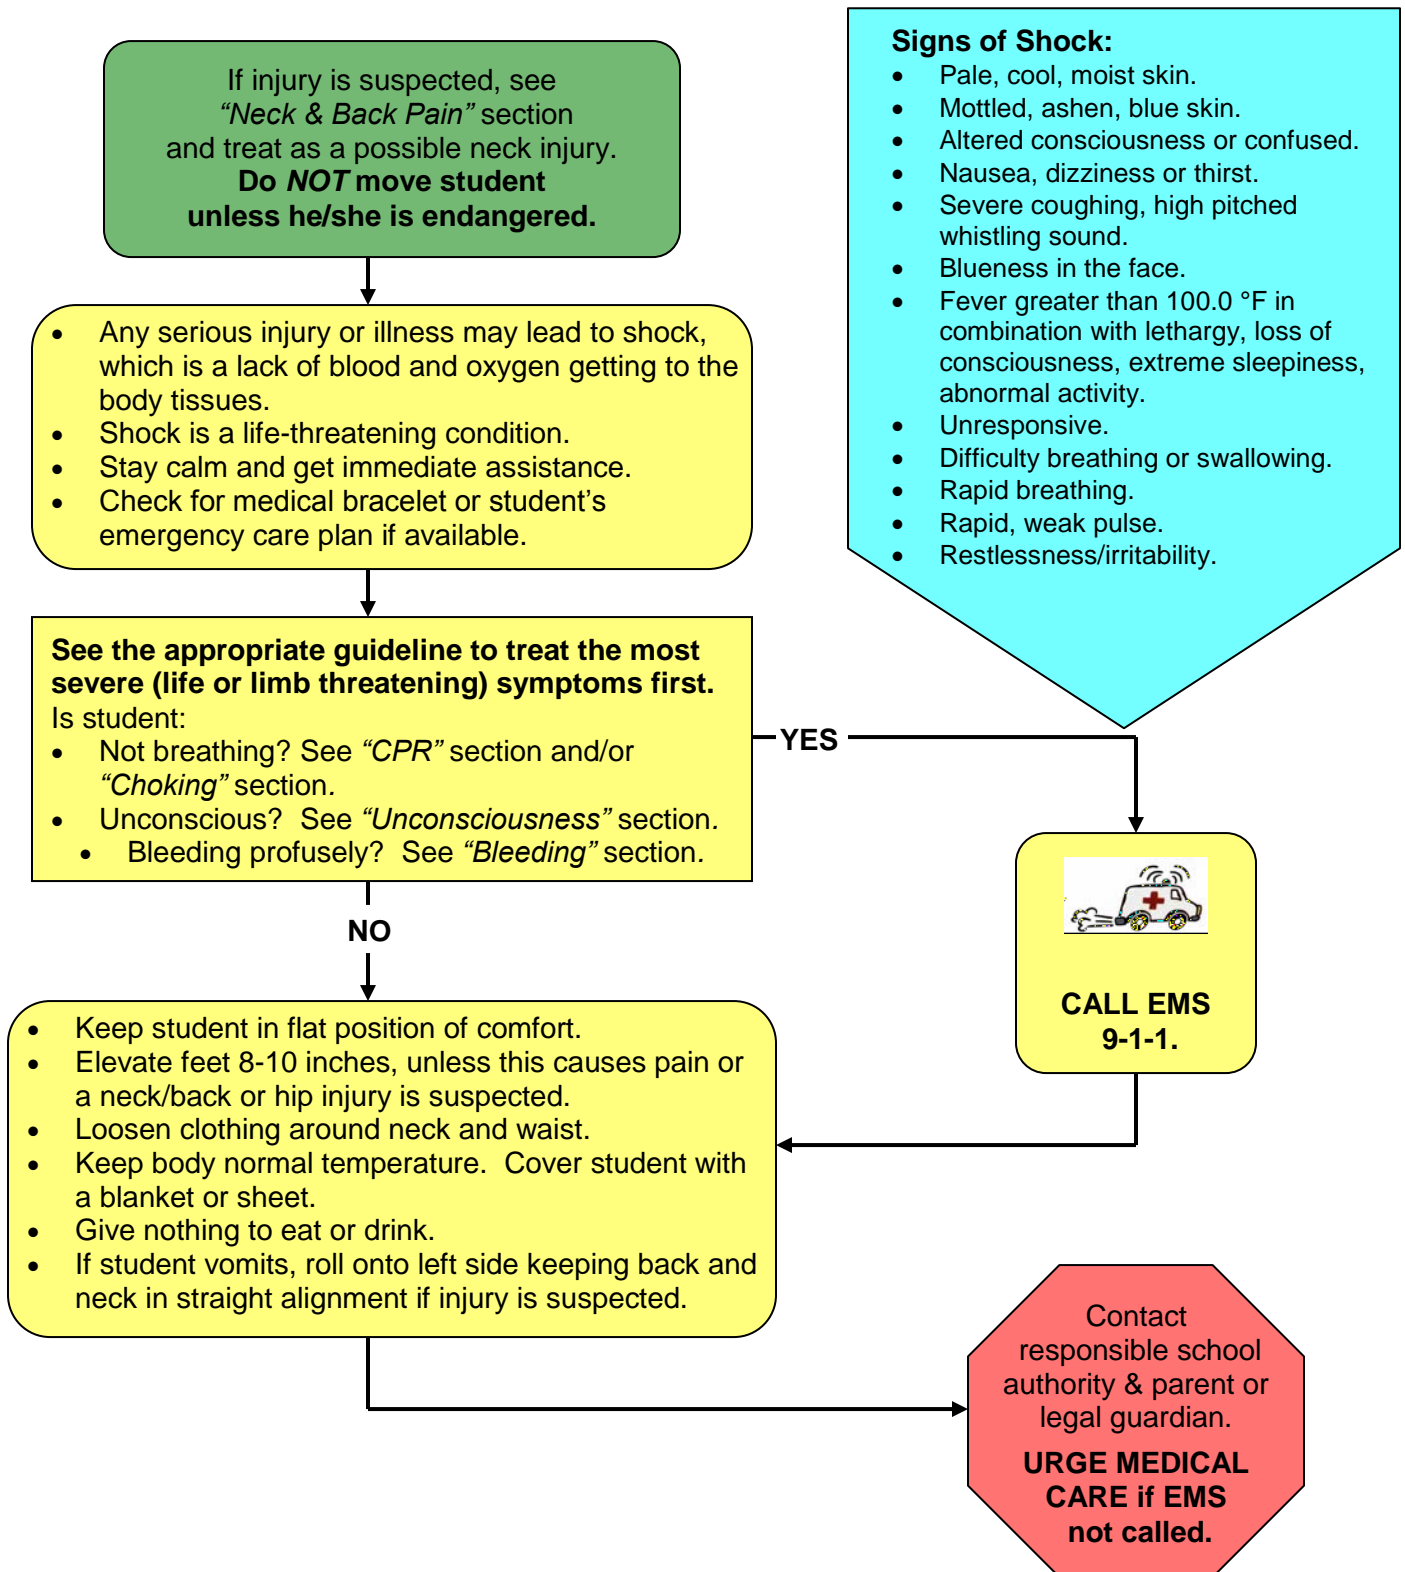 If injury is suspected, see
“Neck & Back Pain” section
and treat as a possible neck injury.
Do NOT move student
unless he/she is endangered.
Signs of Shock:
• Pale, cool, moist skin.
• Mottled, ashen, blue skin.
• Altered consciousness or confused.
• Nausea, dizziness or thirst.
• Severe coughing, high pitched
whistling sound.
• Blueness in the face.
• Fever greater than 100.0 °F in
combination with lethargy, loss of
consciousness, extreme sleepiness,
abnormal activity.
• Unresponsive.
• Difficulty breathing or swallowing.
• Rapid breathing.
• Rapid, weak pulse.
• Restlessness/irritability.
• Any serious injury or illness may lead to shock,
which is a lack of blood and oxygen getting to the
body tissues.
• Shock is a life-threatening condition.
• Stay calm and get immediate assistance.
• Check for medical bracelet or student’s
emergency care plan if available.
See the appropriate guideline to treat the most
severe (life or limb threatening) symptoms first.
Is student:
• Not breathing? See “CPR” section and/or
“Choking” section.
• Unconscious? See “Unconsciousness” section.
• Bleeding profusely? See “Bleeding” section.
YES
NO
CALL EMS
9-1-1.
• Keep student in flat position of comfort.
• Elevate feet 8-10 inches, unless this causes pain or
a neck/back or hip injury is suspected.
• Loosen clothing around neck and waist.
• Keep body normal temperature. Cover student with
a blanket or sheet.
• Give nothing to eat or drink.
• If student vomits, roll onto left side keeping back and
neck in straight alignment if injury is suspected.
Contact
responsible school
authority & parent or
legal guardian.
URGE MEDICAL
CARE if EMS
not called.